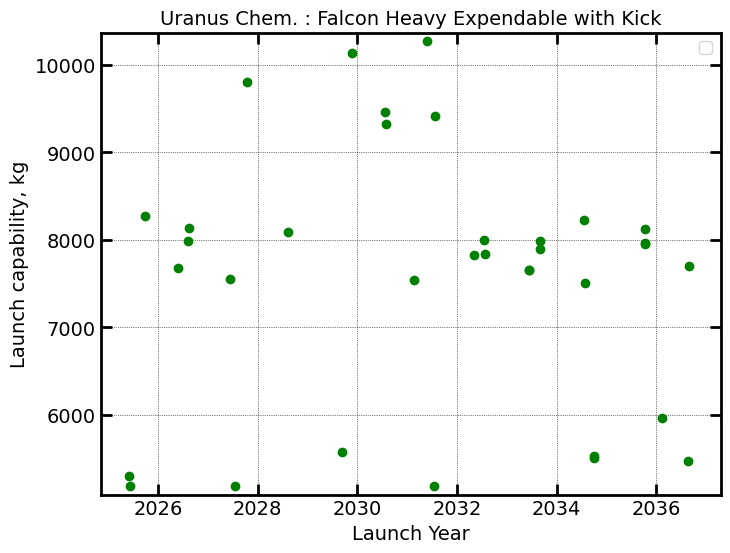 Uranus Chem. : Falcon Heavy Expendable with Kick
10000
9000
8000
7000
6000
Launch capability, kg
2026 2028 2030 2032 2034 2036
Launch Year